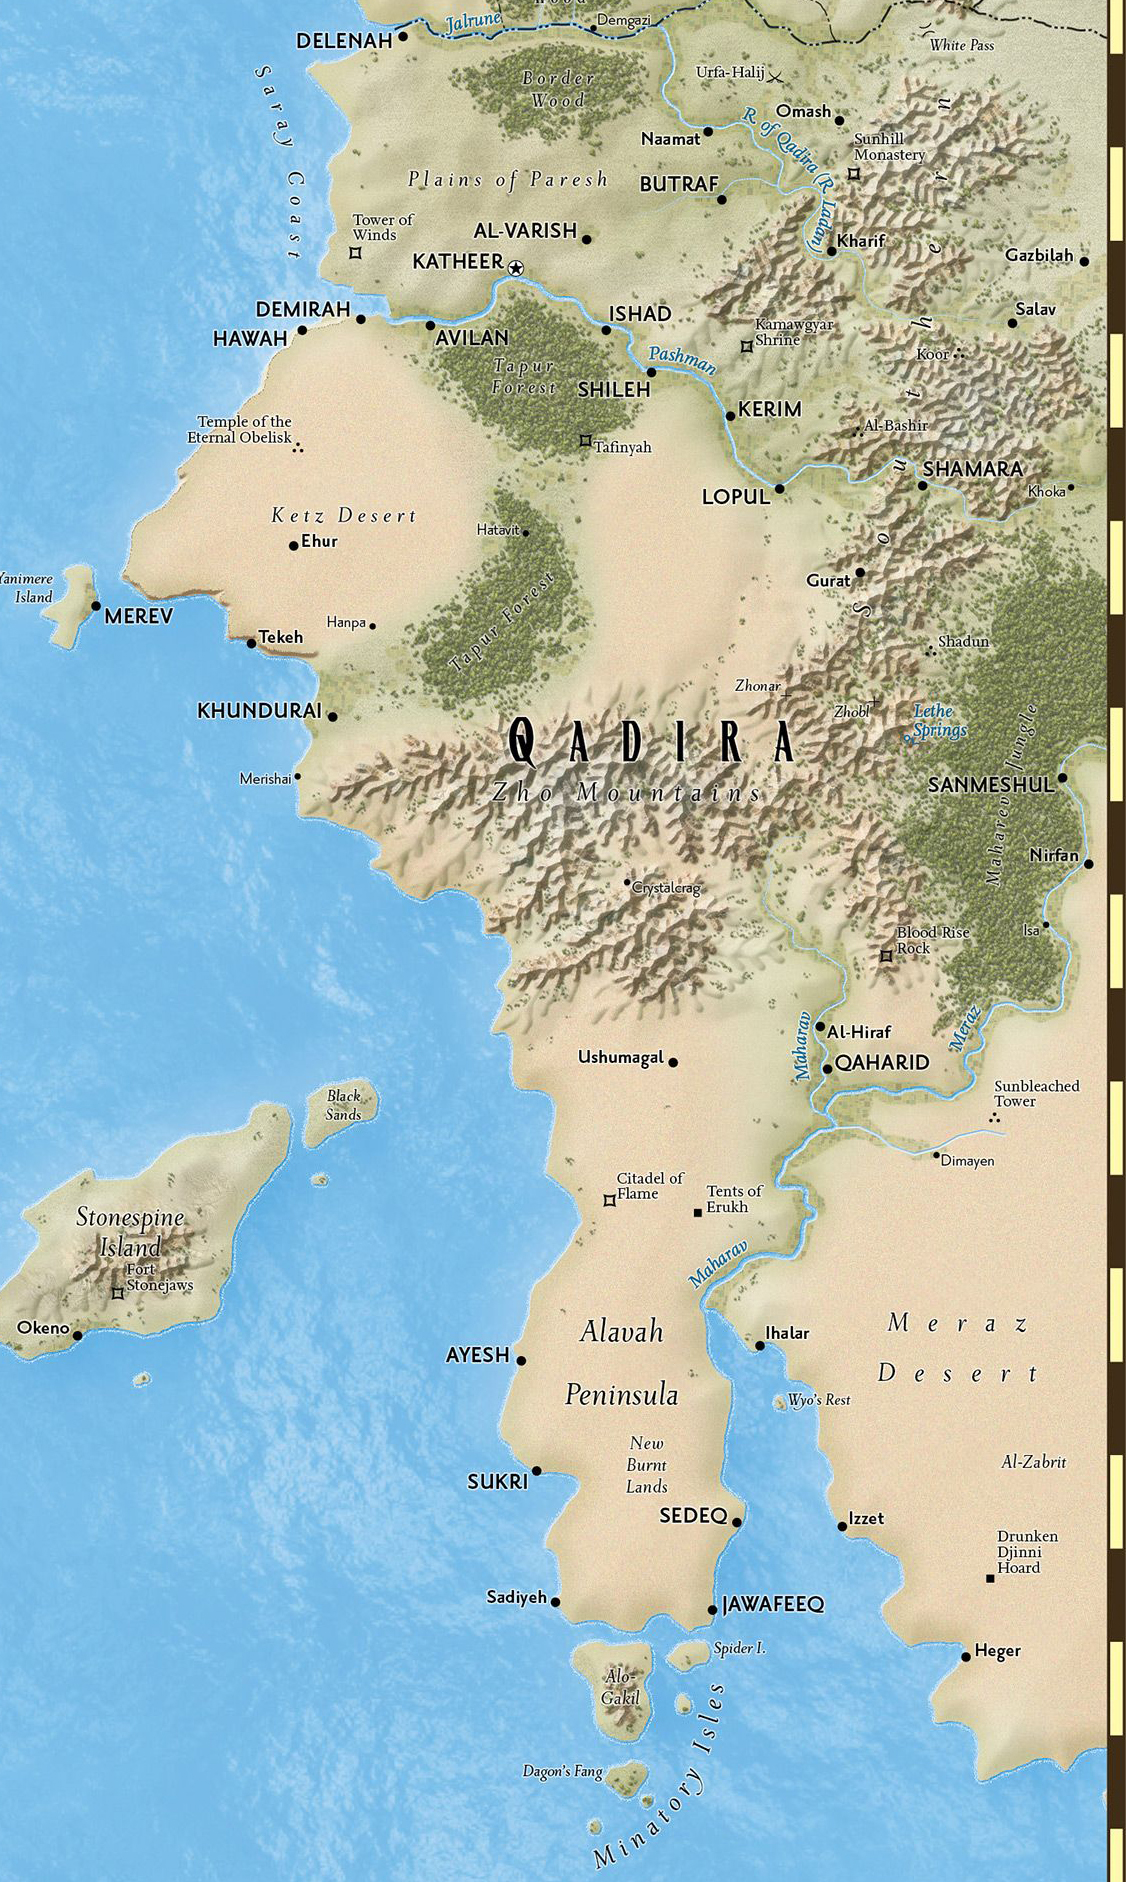 Wood
Jalrune
Demgazi
DELENAH
White Pass
Border
Wood
Urfa-Halij
Saray Coast
Omash
R. of Qadira (R. Ladan)
Naamat
Sunhill
Monastery
Plains of Paresh
BUTRAF
Tower of
Winds
AL-VARISH
Kharif
KATHEER
Gazbilah
DEMIRAH
ISHAD
Salav
HAWAH
AVILAN
Kamawgyar
Shrine
Pashman
Koor
Tapur
Forest
SHILEH
KERIM
Temple of the
Eternal Obelisk
Al-Bashir
Tafinyah
SHAMARA
LOPUL
Khoka
Ketz Desert
Hatavit
Ehur
Southern
Yanimere
Island
Gurat
MEREV
Hanpa
Tapur Forest
Tekeh
Shadun
Zhonar
KHUNDURAI
Zhobl
Lethe
Springs
QADIRA
Merishai
Zho Mountains
SANMESHUL
Maharev Jungle
Nirfan
Crystalcrag
Isa
Blood Rise
Rock
Al-Hiraf
Maharav
Meraz
Ushumagal
QAHARID
Black
Sands
Sunbleached
Tower
Dimayen
Citadel of
Flame
Tents of
Erukh
Stonespine
Island
Fort
Stonejaws
Maharav
Okeno
Alavah
Peninsula
Ihalar
Meraz
Desert
AYESH
Wyo's Rest
New
Burnt
Lands
Al-Zabrit
SUKRI
SEDEQ
Izzet
Drunken
Djinni
Hoard
Sadiyeh
JAWAFEEQ
Spider I.
Heger
Alo-
Gakil
Dagon's Fang
Minatory Isles